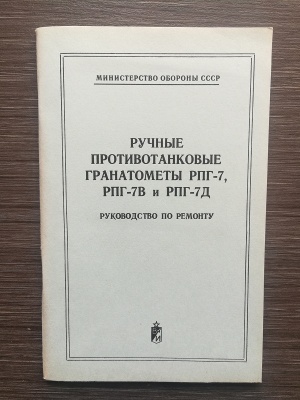 МИНИСТЕРСТВО ОБОРОНЫ СССР
РУЧНЫЕ
ПРОТИВОТАНКОВЫЕ
ГРАНАТОМЕТЫ РПГ-7,
РПГ-7В и РПГ-7Д
РУКОВОДСТВО ПО РЕМОНТУ